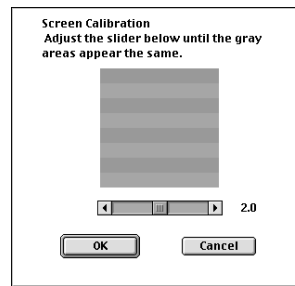 Screen Calibration
Adjust the slider below until the gray
areas appear the same.
2.0
OK
Cancel